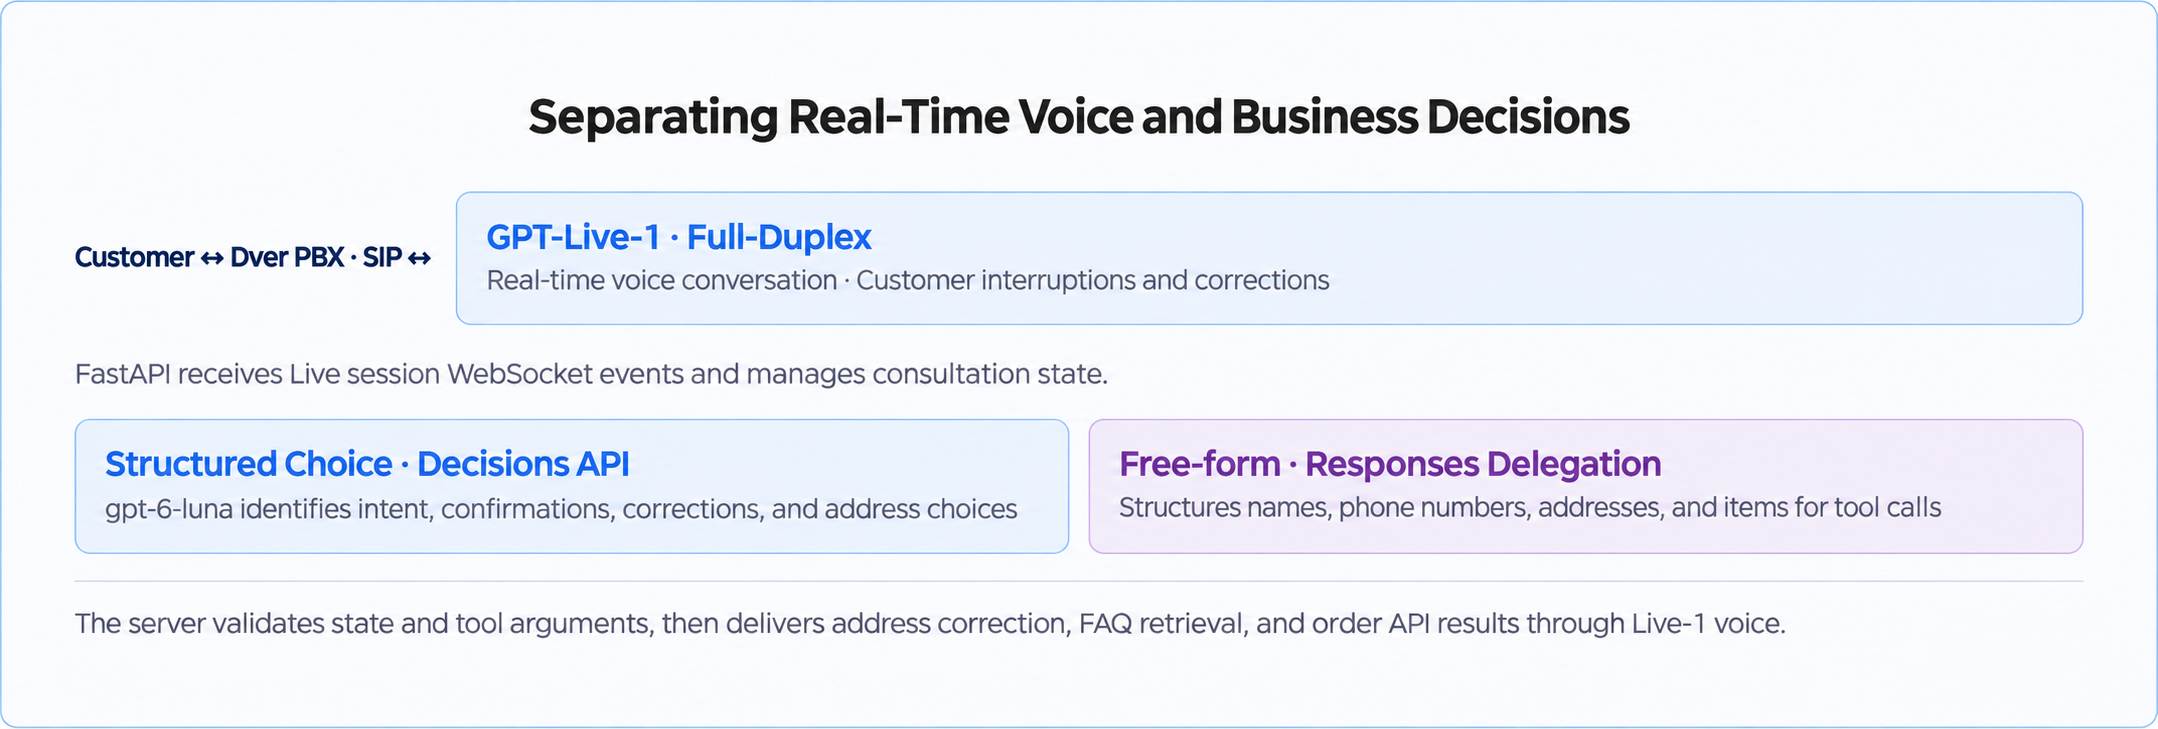 Separating Real-Time Voice and Business Decisions
Customer ↔ Dver PBX · SIP ↔
GPT-Live-1 · Full-Duplex
Real-time voice conversation · Customer interruptions and corrections
FastAPI receives Live session WebSocket events and manages consultation state.
Structured Choice · Decisions API
gpt-6-luna identifies intent, confirmations, corrections, and address choices
Free-form · Responses Delegation
Structures names, phone numbers, addresses, and items for tool calls
The server validates state and tool arguments, then delivers address correction, FAQ retrieval, and order API results through Live-1 voice.